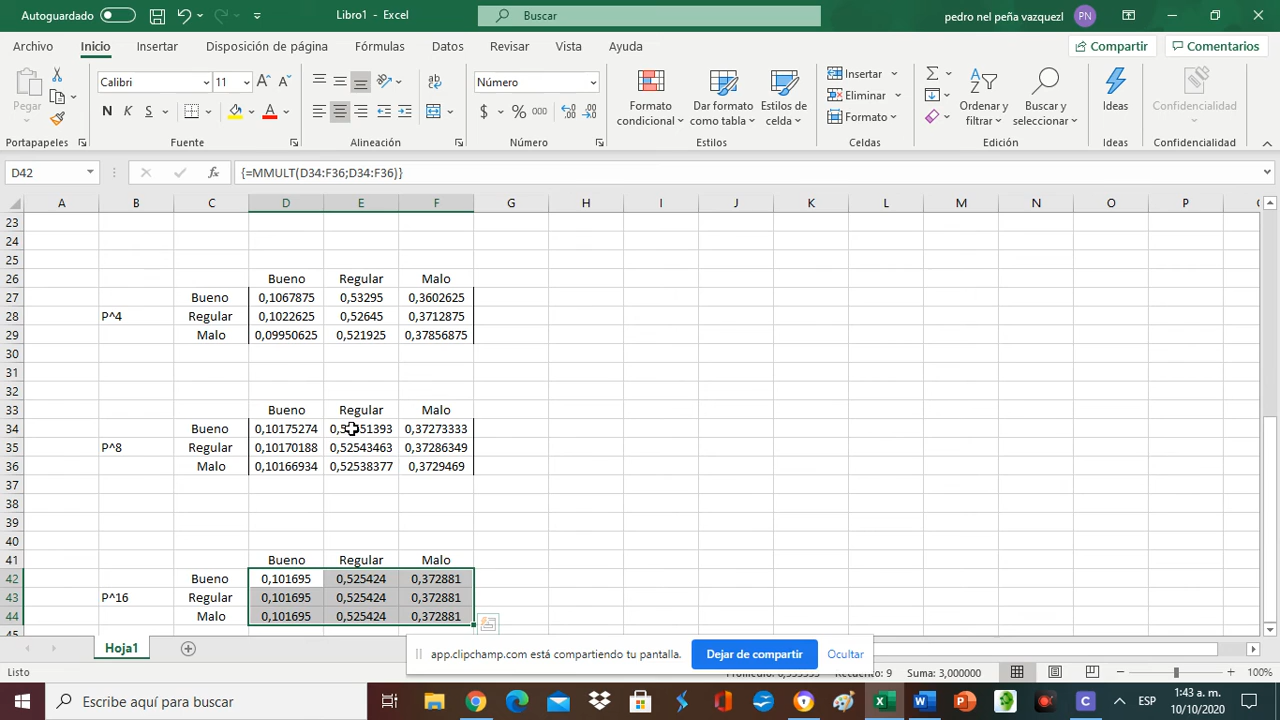 Autoguardado
Libro1 - Excel
Buscar
pedro nel peña vazquezl
PN
Archivo Inicio Insertar Disposición de página Fórmulas Datos Revisar Vista Ayuda
Compartir
Comentarios
Pegar
Calibri 11
N K S
Número
$ % 000
Formato condicional
Dar formato como tabla
Estilos de celda
Insertar
Eliminar
Formato
Ordenar y filtrar
Buscar y seleccionar
Ideas
Confidencialidad
Portapapeles Fuente Alineación Número Estilos Celdas Edición Ideas Confidencialidad
D42 fx {=MMULT(D34:F36;D34:F36)}
A B C D E F G H I J K L M N O P
23
24
25
26 Bueno Regular Malo
27 Bueno 0,1067875 0,53295 0,3602625
28 P^4 Regular 0,1022625 0,52645 0,3712875
29 Malo 0,09950625 0,521925 0,37856875
30
31
32
33 Bueno Regular Malo
34 Bueno 0,10175274 0,37273333
35 P^8 Regular 0,10170188 0,52543463 0,37286349
36 Malo 0,10166934 0,52538377 0,3729469
37
38
39
40
41 Bueno Regular Malo
42 Bueno 0,101695 0,525424 0,372881
43 P^16 Regular 0,101695 0,525424 0,372881
44 Malo 0,101695 0,525424 0,372881
Hoja1
app.clipchamp.com está compartiendo tu pantalla.
Dejar de compartir
Ocultar
Listo
Recuento: 9 Suma: 3,000000
100%
Escribe aquí para buscar
ESP
1:43 a. m.
10/10/2020